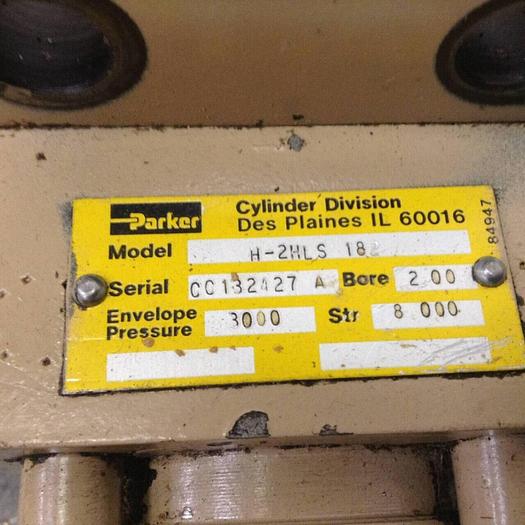 Parker
Cylinder Division
Des Plaines IL 60016
Model H-2HLS 182
Serial CC132427 A Bore 2.00
Envelope Pressure 3000 Str 8.000
84947